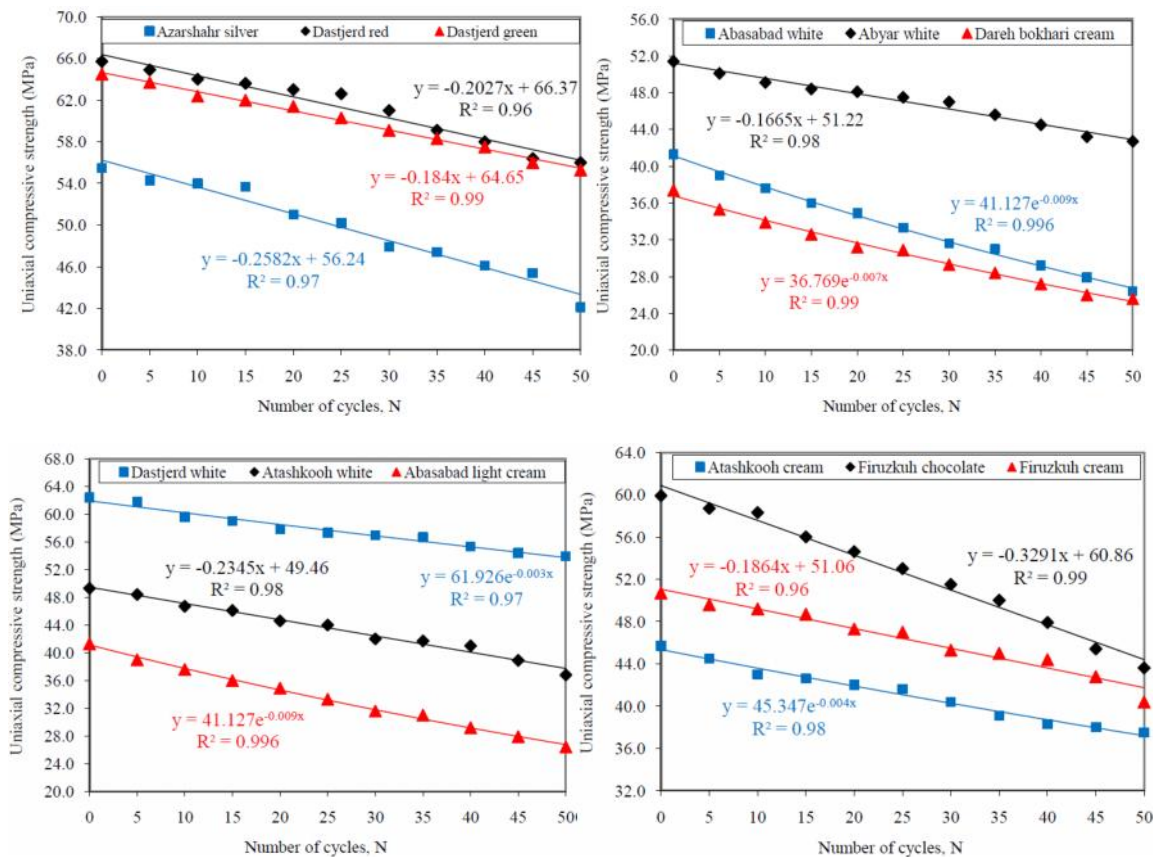 Azarshahr silver Dastjerd red Dastjerd green
Uniaxial compressive strength (MPa)
70.0
66.0
62.0
58.0
54.0
50.0
46.0
42.0
38.0
y = -0.2027x + 66.37
R² = 0.96
y = -0.184x + 64.65
R² = 0.99
y = -0.2582x + 56.24
R² = 0.97
0 5 10 15 20 25 30 35 40 45 50
Number of cycles, N
Abasabad white Abyar white Dareh bokhari cream
Uniaxial compressive strength (MPa)
56.0
52.0
48.0
44.0
40.0
36.0
32.0
28.0
24.0
20.0
y = -0.1665x + 51.22
R² = 0.98
y = 41.127e-0.009x
R² = 0.996
y = 36.769e-0.007x
R² = 0.99
0 5 10 15 20 25 30 35 40 45 50
Number of cycles, N
Dastjerd white Atashkooh white Abasabad light cream
Uniaxial compressive strength (MPa)
68.0
64.0
60.0
56.0
52.0
48.0
44.0
40.0
36.0
32.0
28.0
24.0
20.0
y = -0.2345x + 49.46
R² = 0.98
y = 61.926e-0.003x
R² = 0.97
y = 41.127e-0.009x
R² = 0.996
0 5 10 15 20 25 30 35 40 45 50
Number of cycles, N
Atashkooh cream Firuzkuh chocolate Firuzkuh cream
Uniaxial compressive strength (MPa)
64.0
60.0
56.0
52.0
48.0
44.0
40.0
36.0
32.0
y = -0.1864x + 51.06
R² = 0.96
y = -0.3291x + 60.86
R² = 0.99
y = 45.347e-0.004x
R² = 0.98
0 5 10 15 20 25 30 35 40 45 50
Number of cycles, N